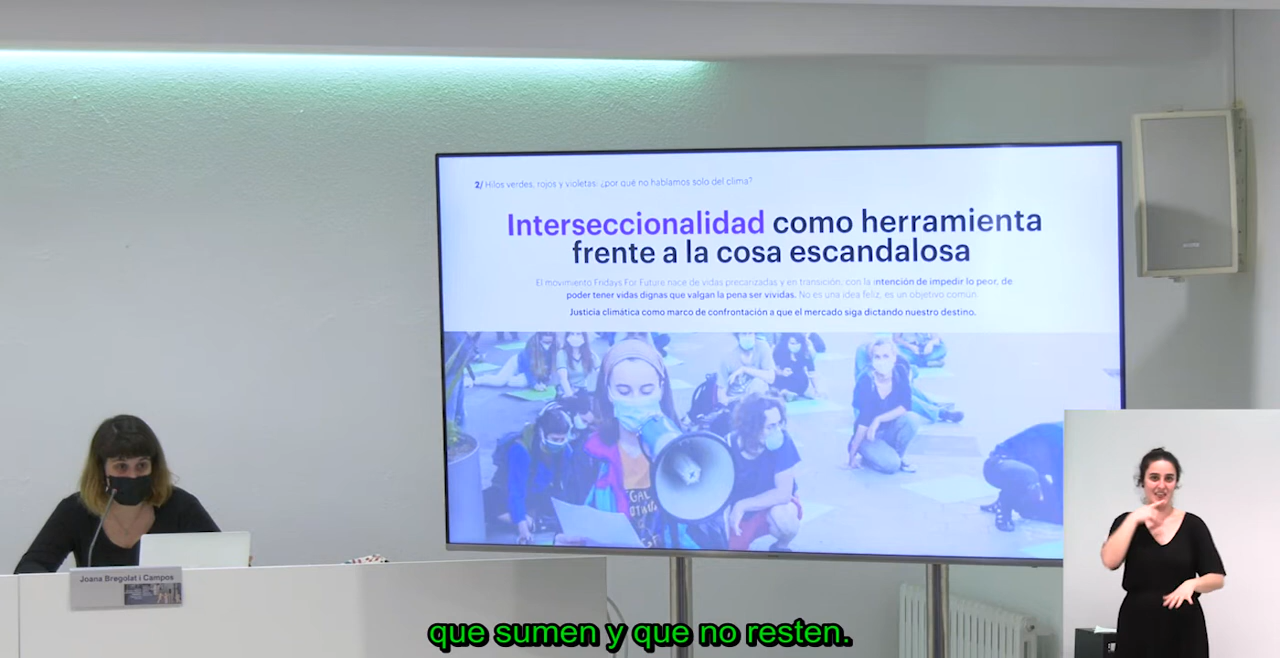 2/ Hilos verdes, rojos y violetas: ¿por qué no hablamos solo del clima?
Interseccionalidad como herramienta
frente a la cosa escandalosa
El movimiento Fridays For Future nace de vidas precarizadas y en transición, con la intención de impedir lo peor, de
poder tener vidas dignas que valgan la pena ser vividas. No es una idea feliz, es un objetivo común.
Justicia climática como marco de confrontación a que el mercado siga dictando nuestro destino.
Joana Bregolat i Campos
que sumen y que no resten.